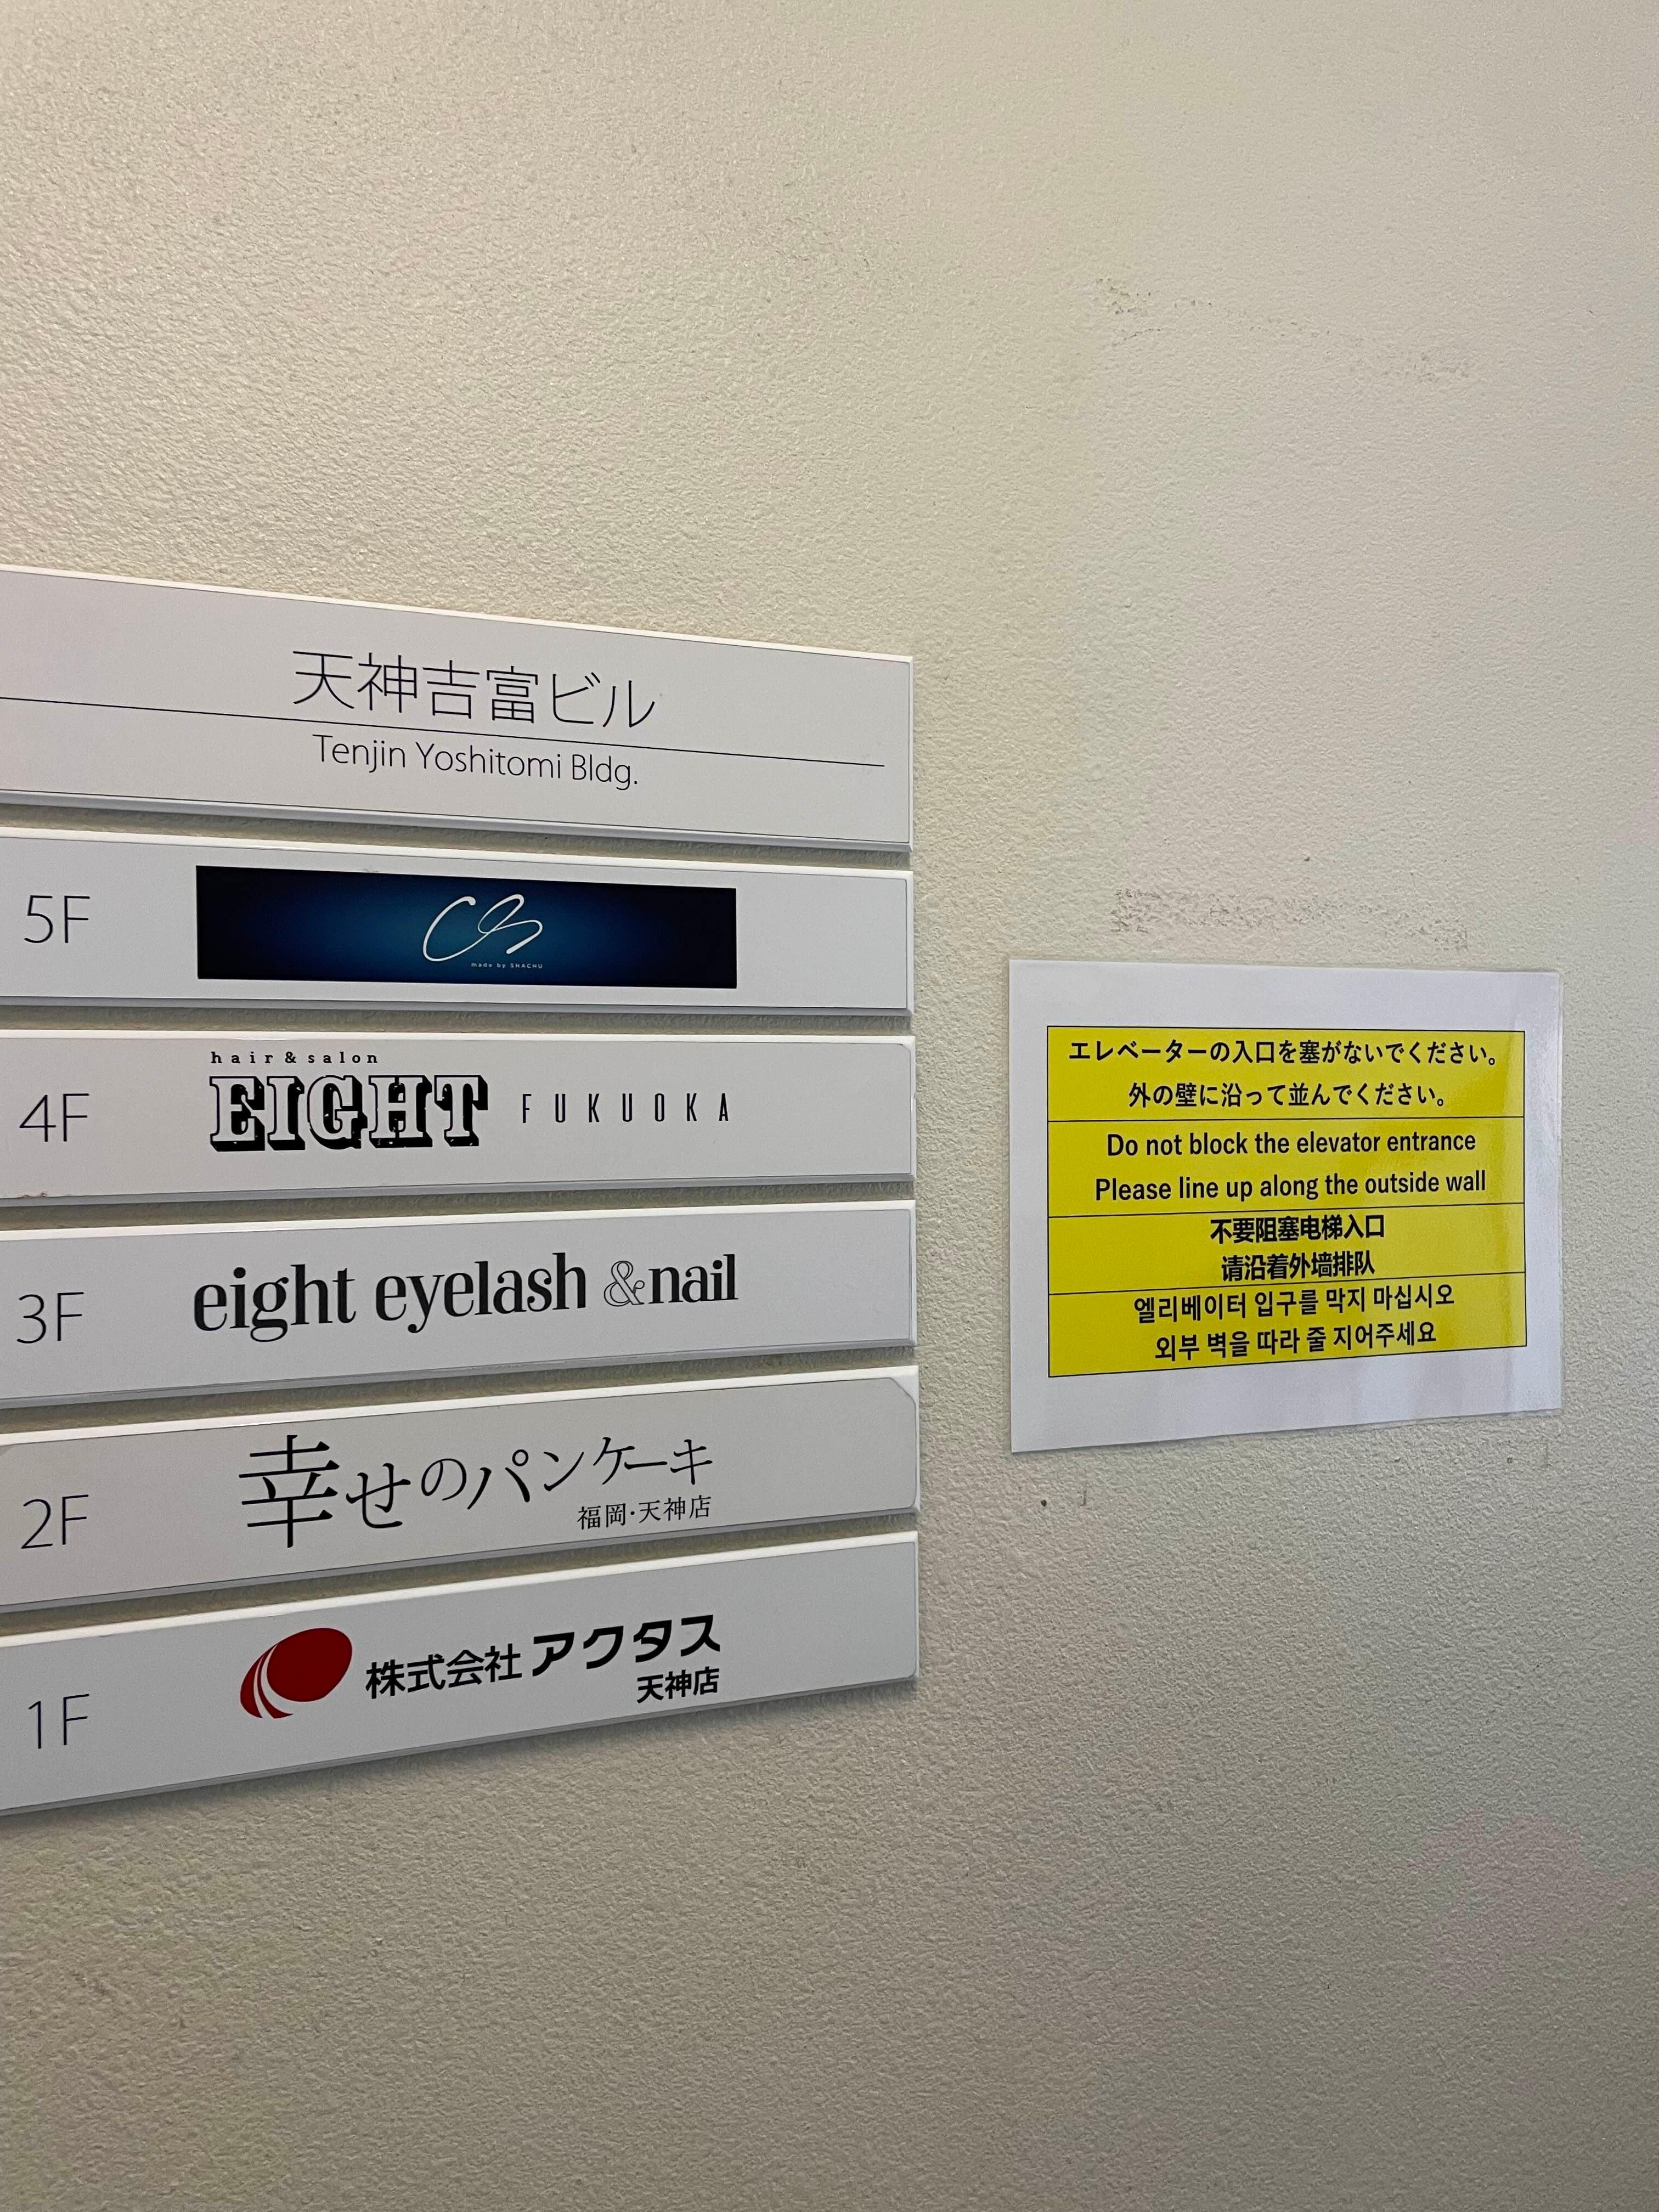 天神吉富ビル
Tenjin Yoshitomi Bldg.
5F
made by SHACHU
4F
hair & salon
EIGHT FUKUOKA
3F
eight eyelash & nail
2F
幸せのパンケーキ
福岡・天神店
1F
株式会社アクタス
天神店
エレベーターの入口を塞がないでください。
外の壁に沿って並んでください。
Do not block the elevator entrance
Please line up along the outside wall
不要阻塞电梯入口
请沿着外墙排队
엘리베이터 입구를 막지 마십시오
외부 벽을 따라 줄 지어주세요